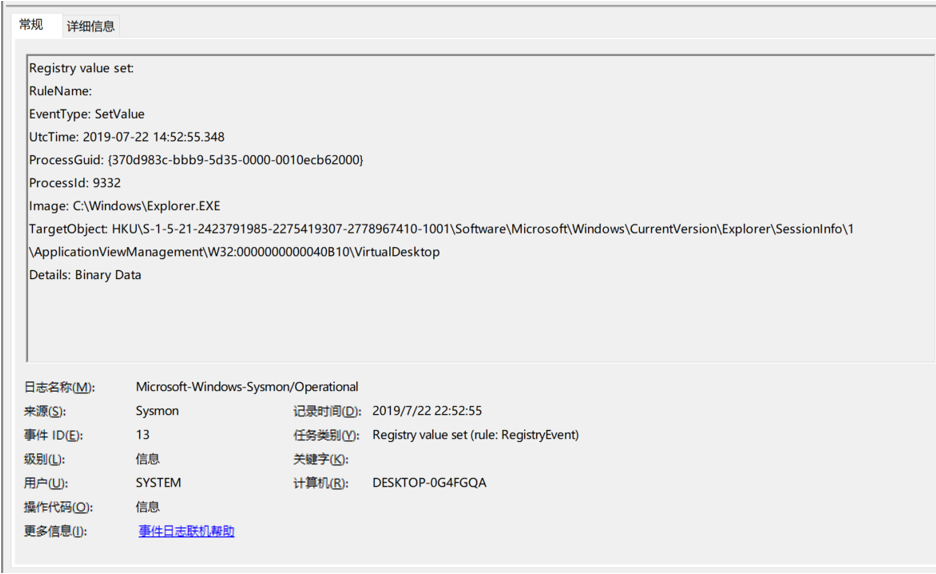 常规 详细信息
Registry value set:
RuleName:
EventType: SetValue
UtcTime: 2019-07-22 14:52:55.348
ProcessGuid: {370d983c-bbb9-5d35-0000-0010ecb62000}
ProcessId: 9332
Image: C:\Windows\Explorer.EXE
TargetObject: HKU\S-1-5-21-2423791985-2275419307-2778967410-1001\Software\Microsoft\Windows\CurrentVersion\Explorer\SessionInfo\1
\ApplicationViewManagement\W32:0000000000040B10\VirtualDesktop
Details: Binary Data
日志名称(M): Microsoft-Windows-Sysmon/Operational
来源(S): Sysmon 记录时间(D): 2019/7/22 22:52:55
事件 ID(E): 13 任务类别(Y): Registry value set (rule: RegistryEvent)
级别(L): 信息 关键字(K):
用户(U): SYSTEM 计算机(R): DESKTOP-0G4FGQA
操作代码(O): 信息
更多信息(I): 事件日志联机帮助